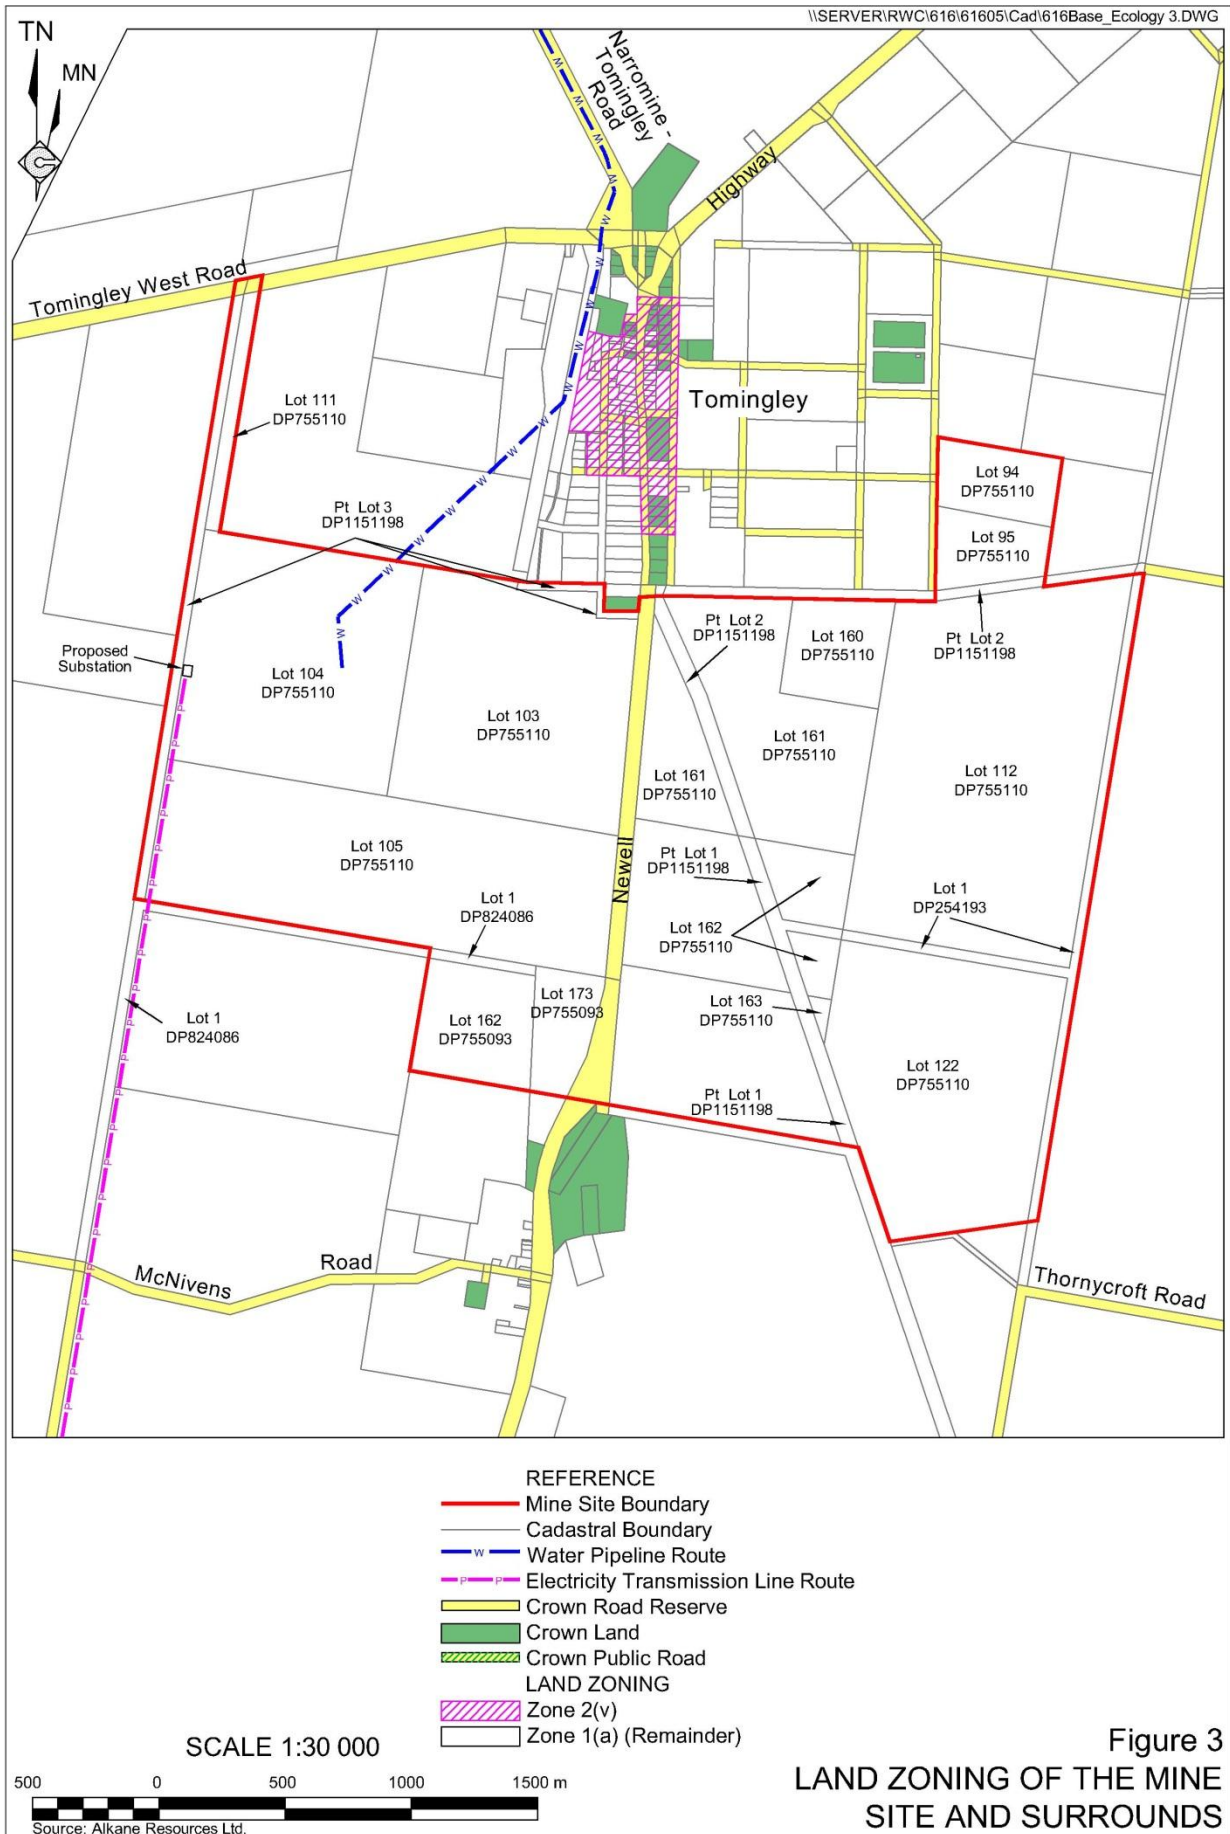 \\SERVER\RWC\616\61605\Cad\616Base_Ecology 3.DWG
TN
MN
Narromine -
Tomingley
Road
Highway
Tomingley West Road
Lot 111
DP755110
Tomingley
Lot 94
DP755110
Lot 95
DP755110
Pt Lot 3
DP1151198
Pt Lot 2
DP1151198
Lot 160
DP755110
Pt Lot 2
DP1151198
Proposed
Substation
Lot 104
DP755110
Lot 103
DP755110
Lot 161
DP755110
Lot 161
DP755110
Lot 112
DP755110
Lot 105
DP755110
Newell
Pt Lot 1
DP1151198
Lot 1
DP824086
Lot 162
DP755110
Lot 1
DP254193
Lot 173
DP755093
Lot 163
DP755110
Lot 1
DP824086
Lot 162
DP755093
Lot 122
DP755110
Pt Lot 1
DP1151198
McNivens
Road
Thornycroft Road
REFERENCE
Mine Site Boundary
Cadastral Boundary
W
Water Pipeline Route
P P
Electricity Transmission Line Route
Crown Road Reserve
Crown Land
Crown Public Road
LAND ZONING
Zone 2(v)
Zone 1(a) (Remainder)
SCALE 1:30 000
500 0 500 1000 1500 m
Source: Alkane Resources Ltd.
Figure 3
LAND ZONING OF THE MINE
SITE AND SURROUNDS